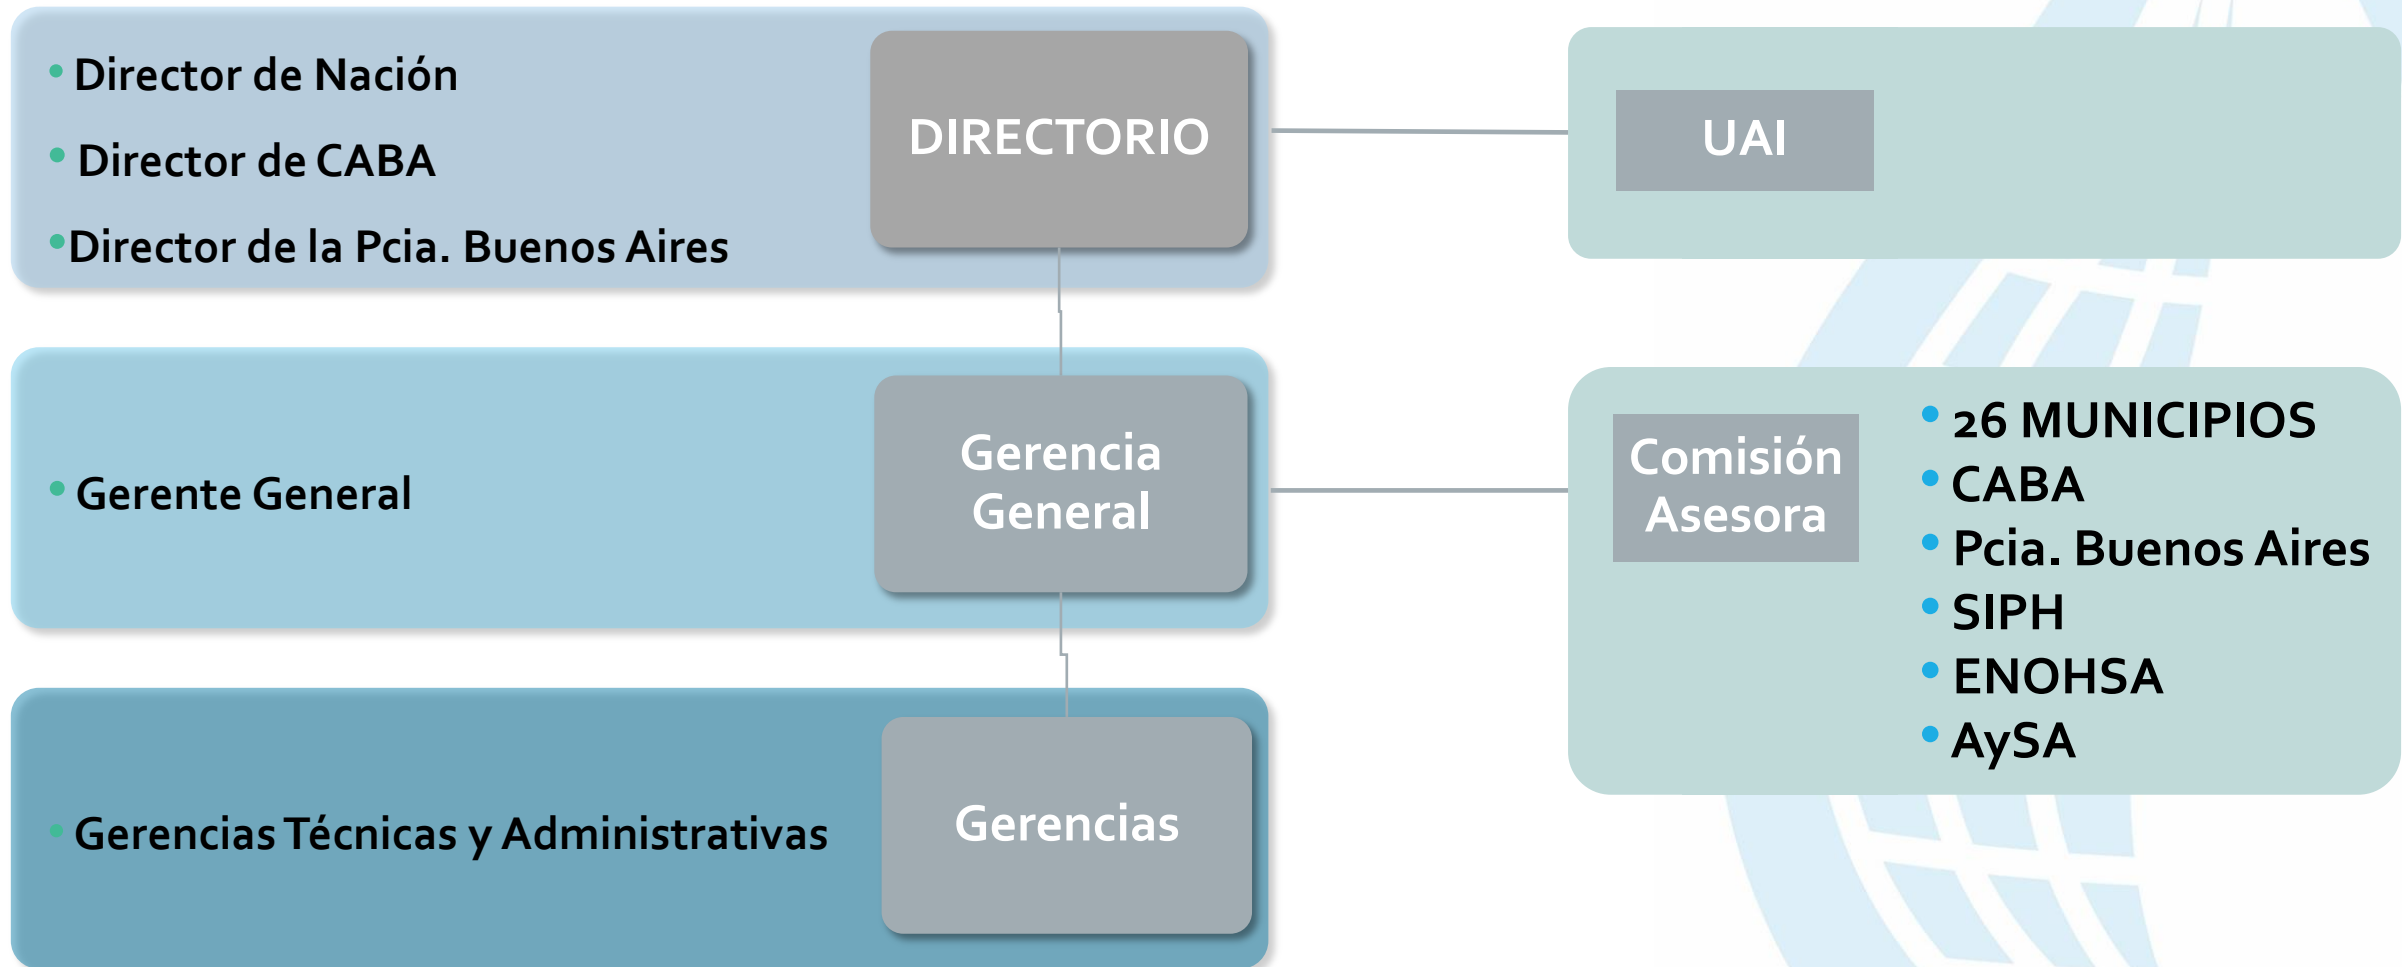 • Director de Nación
• Director de CABA
• Director de la Pcia. Buenos Aires
DIRECTORIO
UAI
• Gerente General
Gerencia
General
Comisión
Asesora
• 26 MUNICIPIOS
• CABA
• Pcia. Buenos Aires
• SIPH
• ENOHSA
• AySA
• Gerencias Técnicas y Administrativas
Gerencias